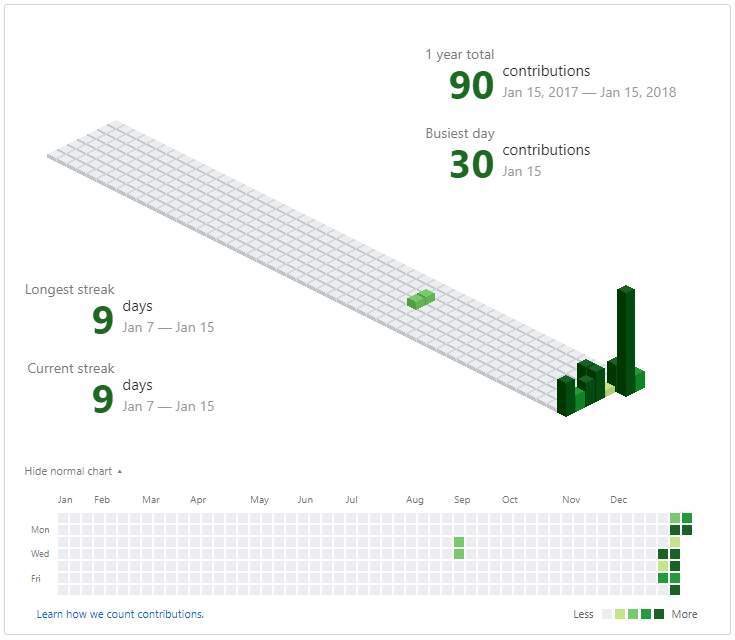 1 year total
90 contributions
Jan 15, 2017 — Jan 15, 2018
Busiest day
30 contributions
Jan 15
Longest streak
9 days
Jan 7 — Jan 15
Current streak
9 days
Jan 7 — Jan 15
Hide normal chart ▲
Jan Feb Mar Apr May Jun Jul Aug Sep Oct Nov Dec
Mon
Wed
Fri
Learn how we count contributions.
Less More